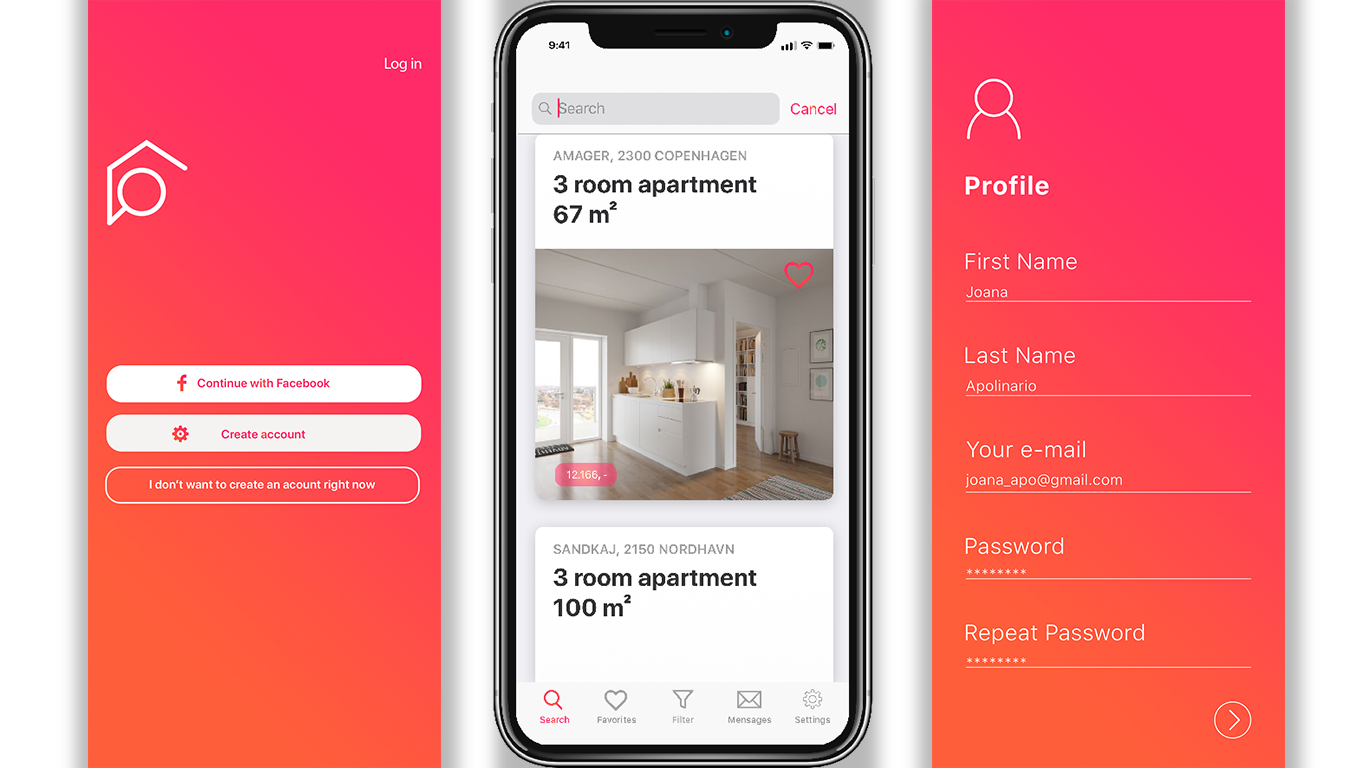 Log in
Continue with Facebook
Create account
I don't want to create an acount right now
9:41
Search
Cancel
AMAGER, 2300 COPENHAGEN
3 room apartment
67 m²
12.166, -
SANDKAJ, 2150 NORDHAVN
3 room apartment
100 m²
Search
Favorites
Filter
Mensages
Settings
Profile
First Name
Joana
Last Name
Apolinario
Your e-mail
joana_apo@gmail.com
Password
********
Repeat Password
********